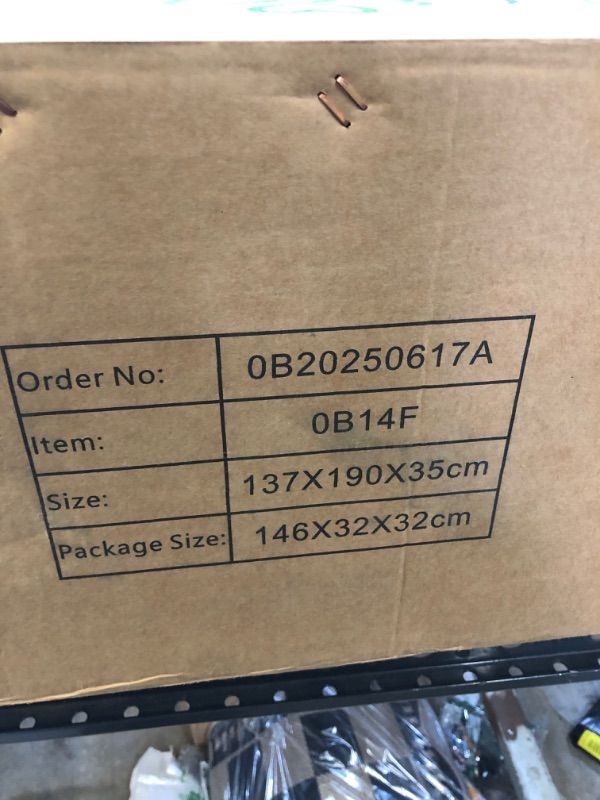 Order No: 0B20250617A
Item: 0B14F
Size: 137X190X35cm
Package Size: 146X32X32cm